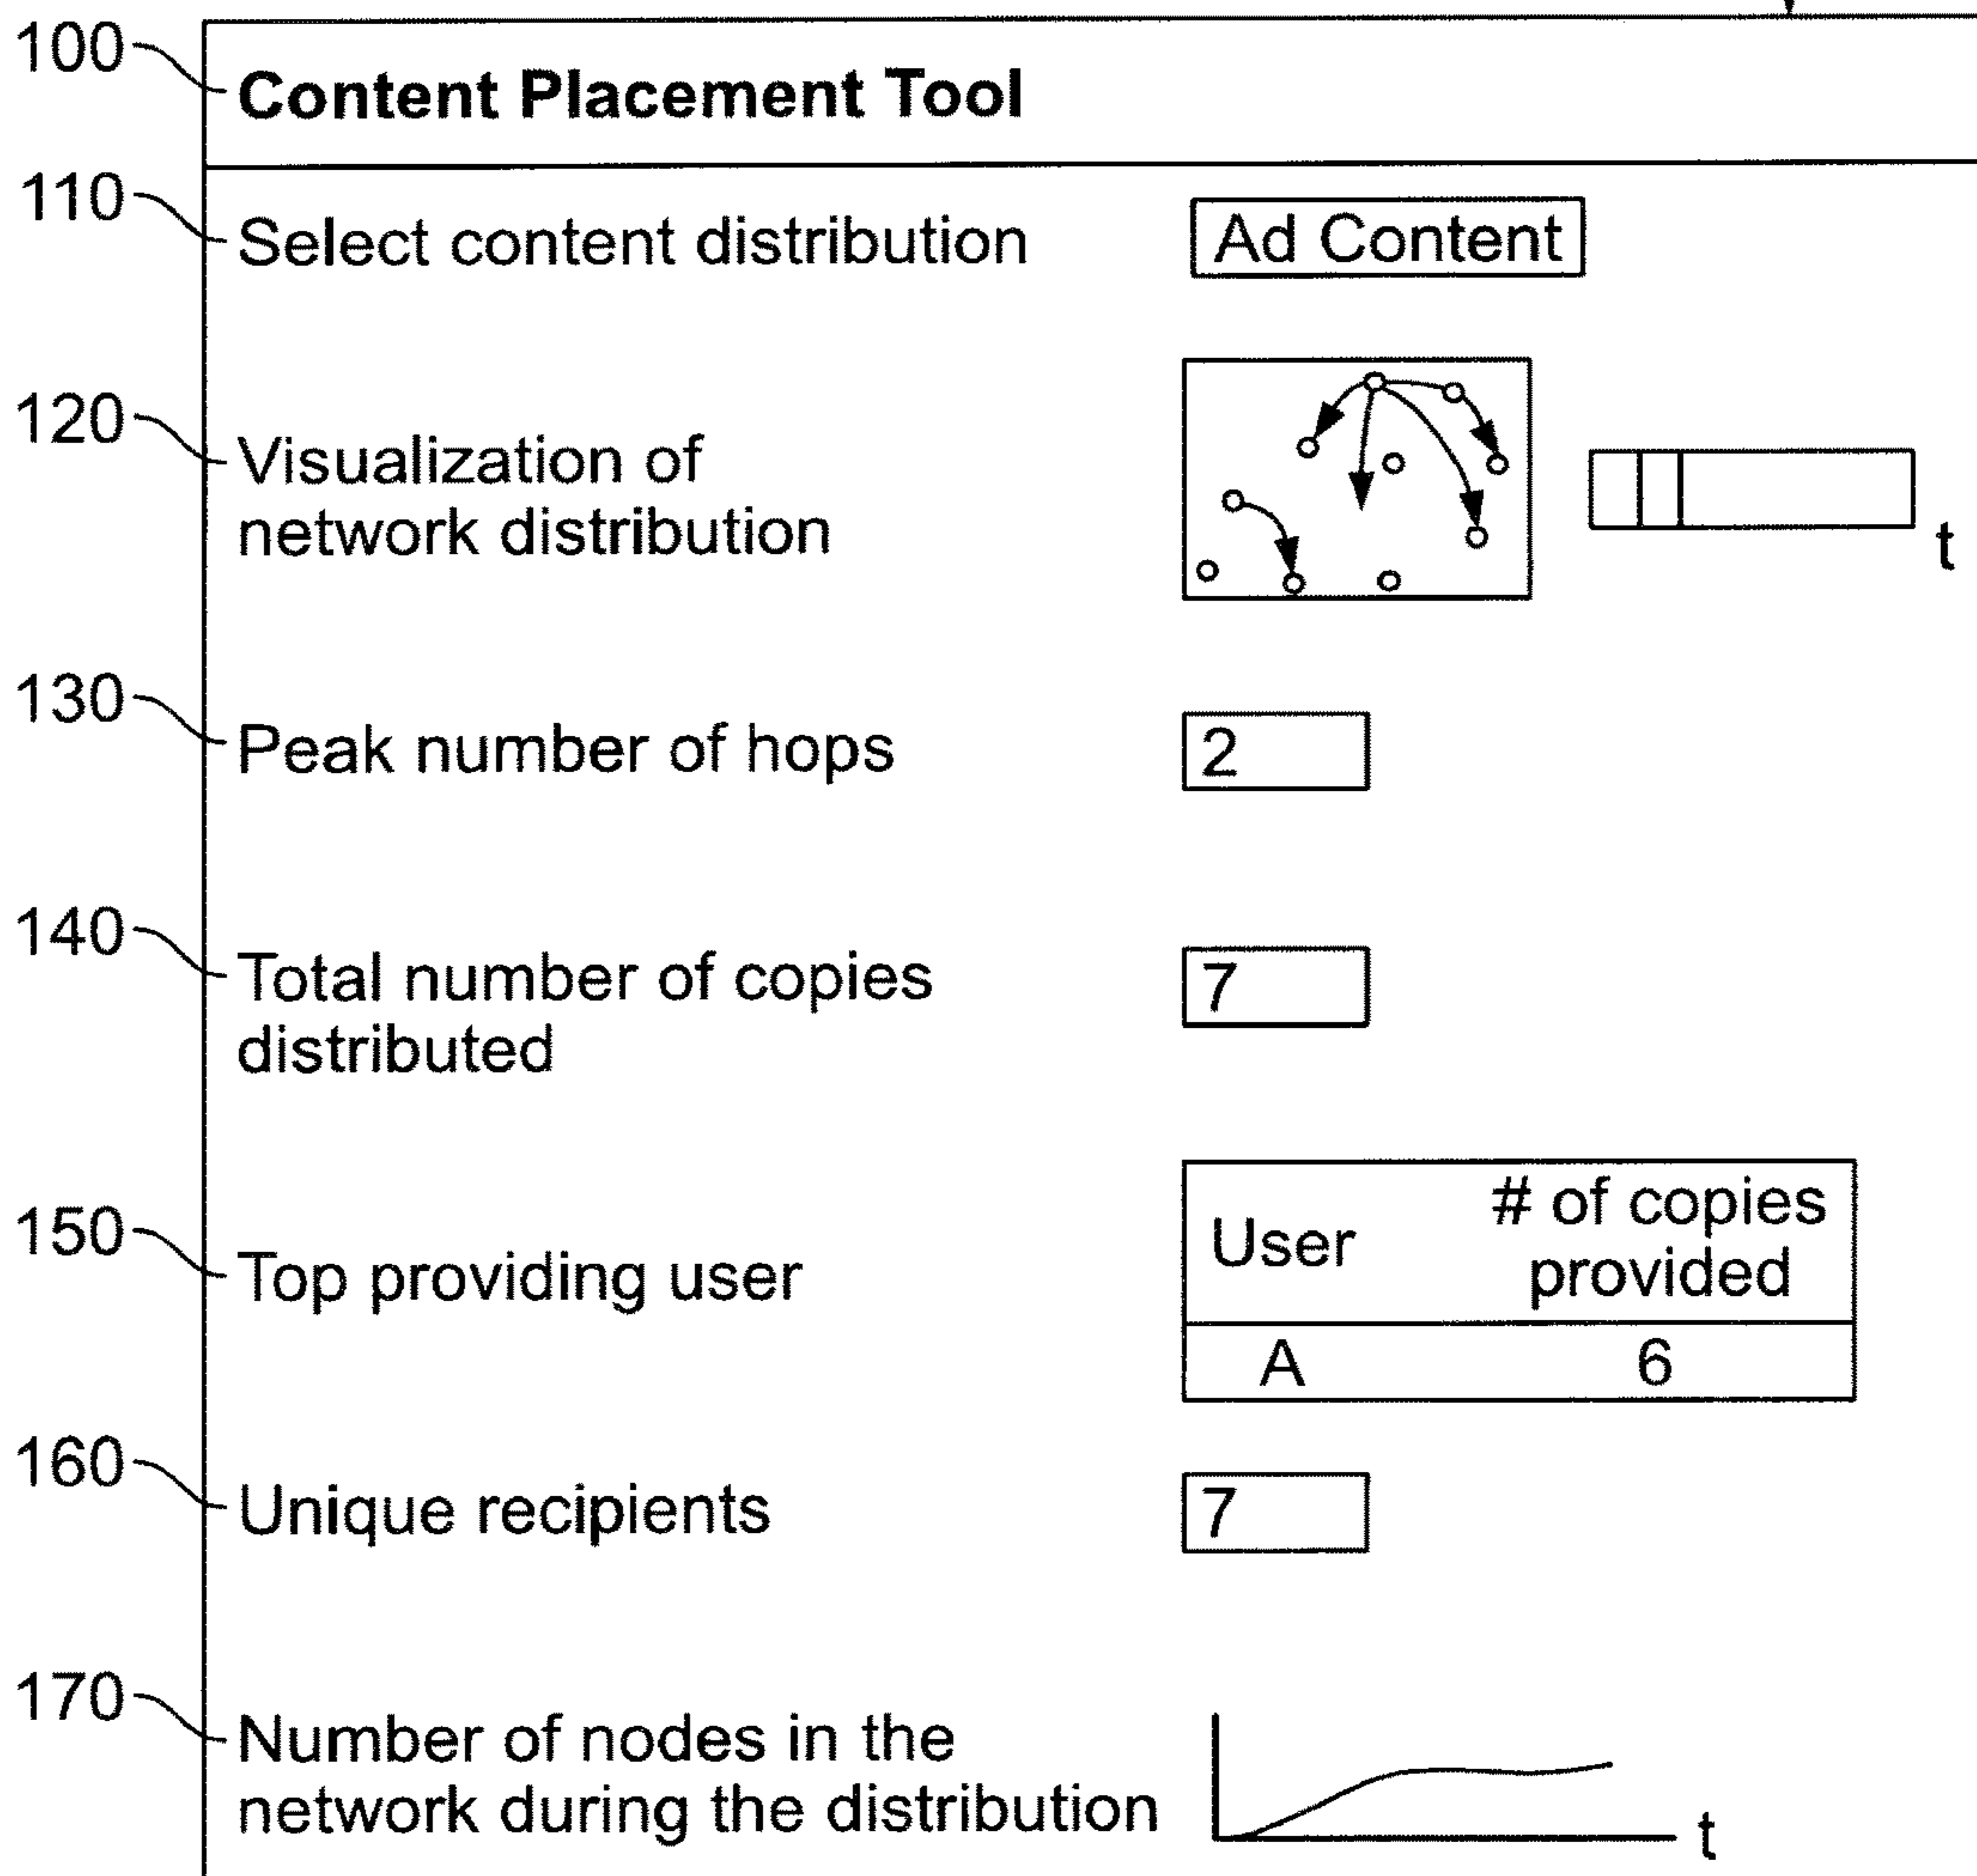 100 Content Placement Tool
110 Select content distribution Ad Content
120 Visualization of
network distribution t
130 Peak number of hops 2
140 Total number of copies 7
distributed
150 Top providing user User # of copies
provided
A 6
160 Unique recipients 7
170 Number of nodes in the
network during the distribution t